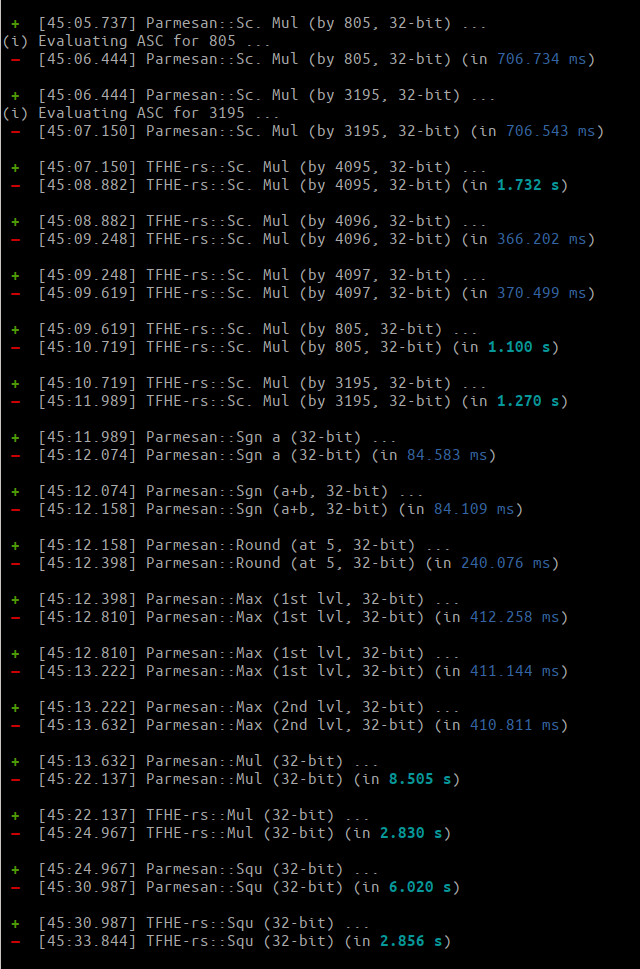 + [45:05.737] Parmesan::Sc. Mul (by 805, 32-bit) ...
(i) Evaluating ASC for 805 ...
– [45:06.444] Parmesan::Sc. Mul (by 805, 32-bit) (in 706.734 ms)
+ [45:06.444] Parmesan::Sc. Mul (by 3195, 32-bit) ...
(i) Evaluating ASC for 3195 ...
– [45:07.150] Parmesan::Sc. Mul (by 3195, 32-bit) (in 706.543 ms)
+ [45:07.150] TFHE-rs::Sc. Mul (by 4095, 32-bit) ...
– [45:08.882] TFHE-rs::Sc. Mul (by 4095, 32-bit) (in 1.732 s)
+ [45:08.882] TFHE-rs::Sc. Mul (by 4096, 32-bit) ...
– [45:09.248] TFHE-rs::Sc. Mul (by 4096, 32-bit) (in 366.202 ms)
+ [45:09.248] TFHE-rs::Sc. Mul (by 4097, 32-bit) ...
– [45:09.619] TFHE-rs::Sc. Mul (by 4097, 32-bit) (in 370.499 ms)
+ [45:09.619] TFHE-rs::Sc. Mul (by 805, 32-bit) ...
– [45:10.719] TFHE-rs::Sc. Mul (by 805, 32-bit) (in 1.100 s)
+ [45:10.719] TFHE-rs::Sc. Mul (by 3195, 32-bit) ...
– [45:11.989] TFHE-rs::Sc. Mul (by 3195, 32-bit) (in 1.270 s)
+ [45:11.989] Parmesan::Sgn a (32-bit) ...
– [45:12.074] Parmesan::Sgn a (32-bit) (in 84.583 ms)
+ [45:12.074] Parmesan::Sgn (a+b, 32-bit) ...
– [45:12.158] Parmesan::Sgn (a+b, 32-bit) (in 84.109 ms)
+ [45:12.158] Parmesan::Round (at 5, 32-bit) ...
– [45:12.398] Parmesan::Round (at 5, 32-bit) (in 240.076 ms)
+ [45:12.398] Parmesan::Max (1st lvl, 32-bit) ...
– [45:12.810] Parmesan::Max (1st lvl, 32-bit) (in 412.258 ms)
+ [45:12.810] Parmesan::Max (1st lvl, 32-bit) ...
– [45:13.222] Parmesan::Max (1st lvl, 32-bit) (in 411.144 ms)
+ [45:13.222] Parmesan::Max (2nd lvl, 32-bit) ...
– [45:13.632] Parmesan::Max (2nd lvl, 32-bit) (in 410.811 ms)
+ [45:13.632] Parmesan::Mul (32-bit) ...
– [45:22.137] Parmesan::Mul (32-bit) (in 8.505 s)
+ [45:22.137] TFHE-rs::Mul (32-bit) ...
– [45:24.967] TFHE-rs::Mul (32-bit) (in 2.830 s)
+ [45:24.967] Parmesan::Squ (32-bit) ...
– [45:30.987] Parmesan::Squ (32-bit) (in 6.020 s)
+ [45:30.987] TFHE-rs::Squ (32-bit) ...
– [45:33.844] TFHE-rs::Squ (32-bit) (in 2.856 s)